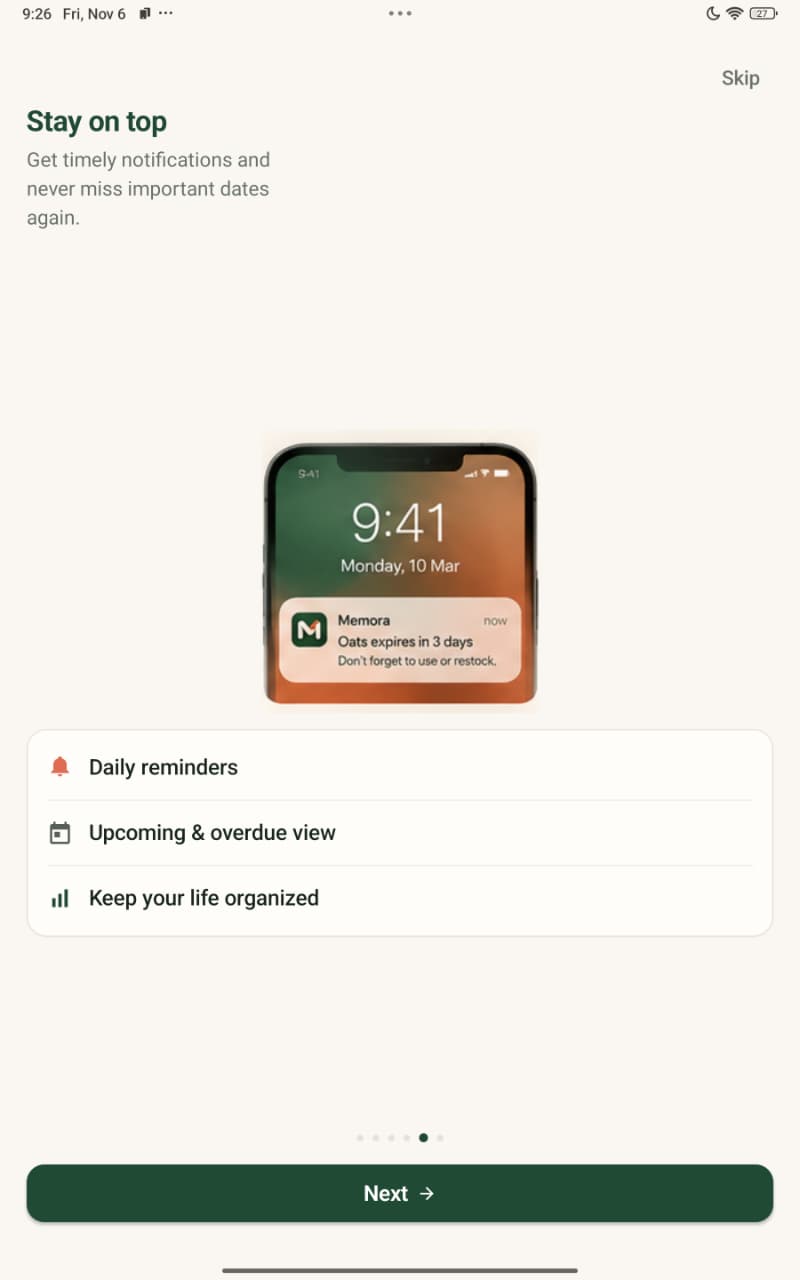 9:26 Fri, Nov 6
27
Skip
Stay on top
Get timely notifications and
never miss important dates
again.
9:41
9:41
Monday, 10 Mar
Memora now
Oats expires in 3 days
Don't forget to use or restock.
Daily reminders
Upcoming & overdue view
Keep your life organized
Next →